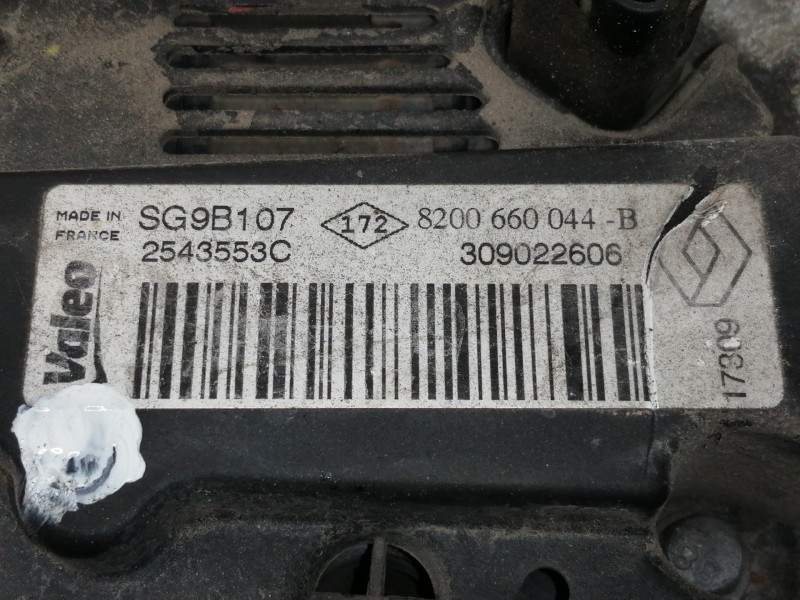 MADE IN
FRANCE
SG9B107
172
8200 660 044 -B
2543553C
309022606
Valeo
17309